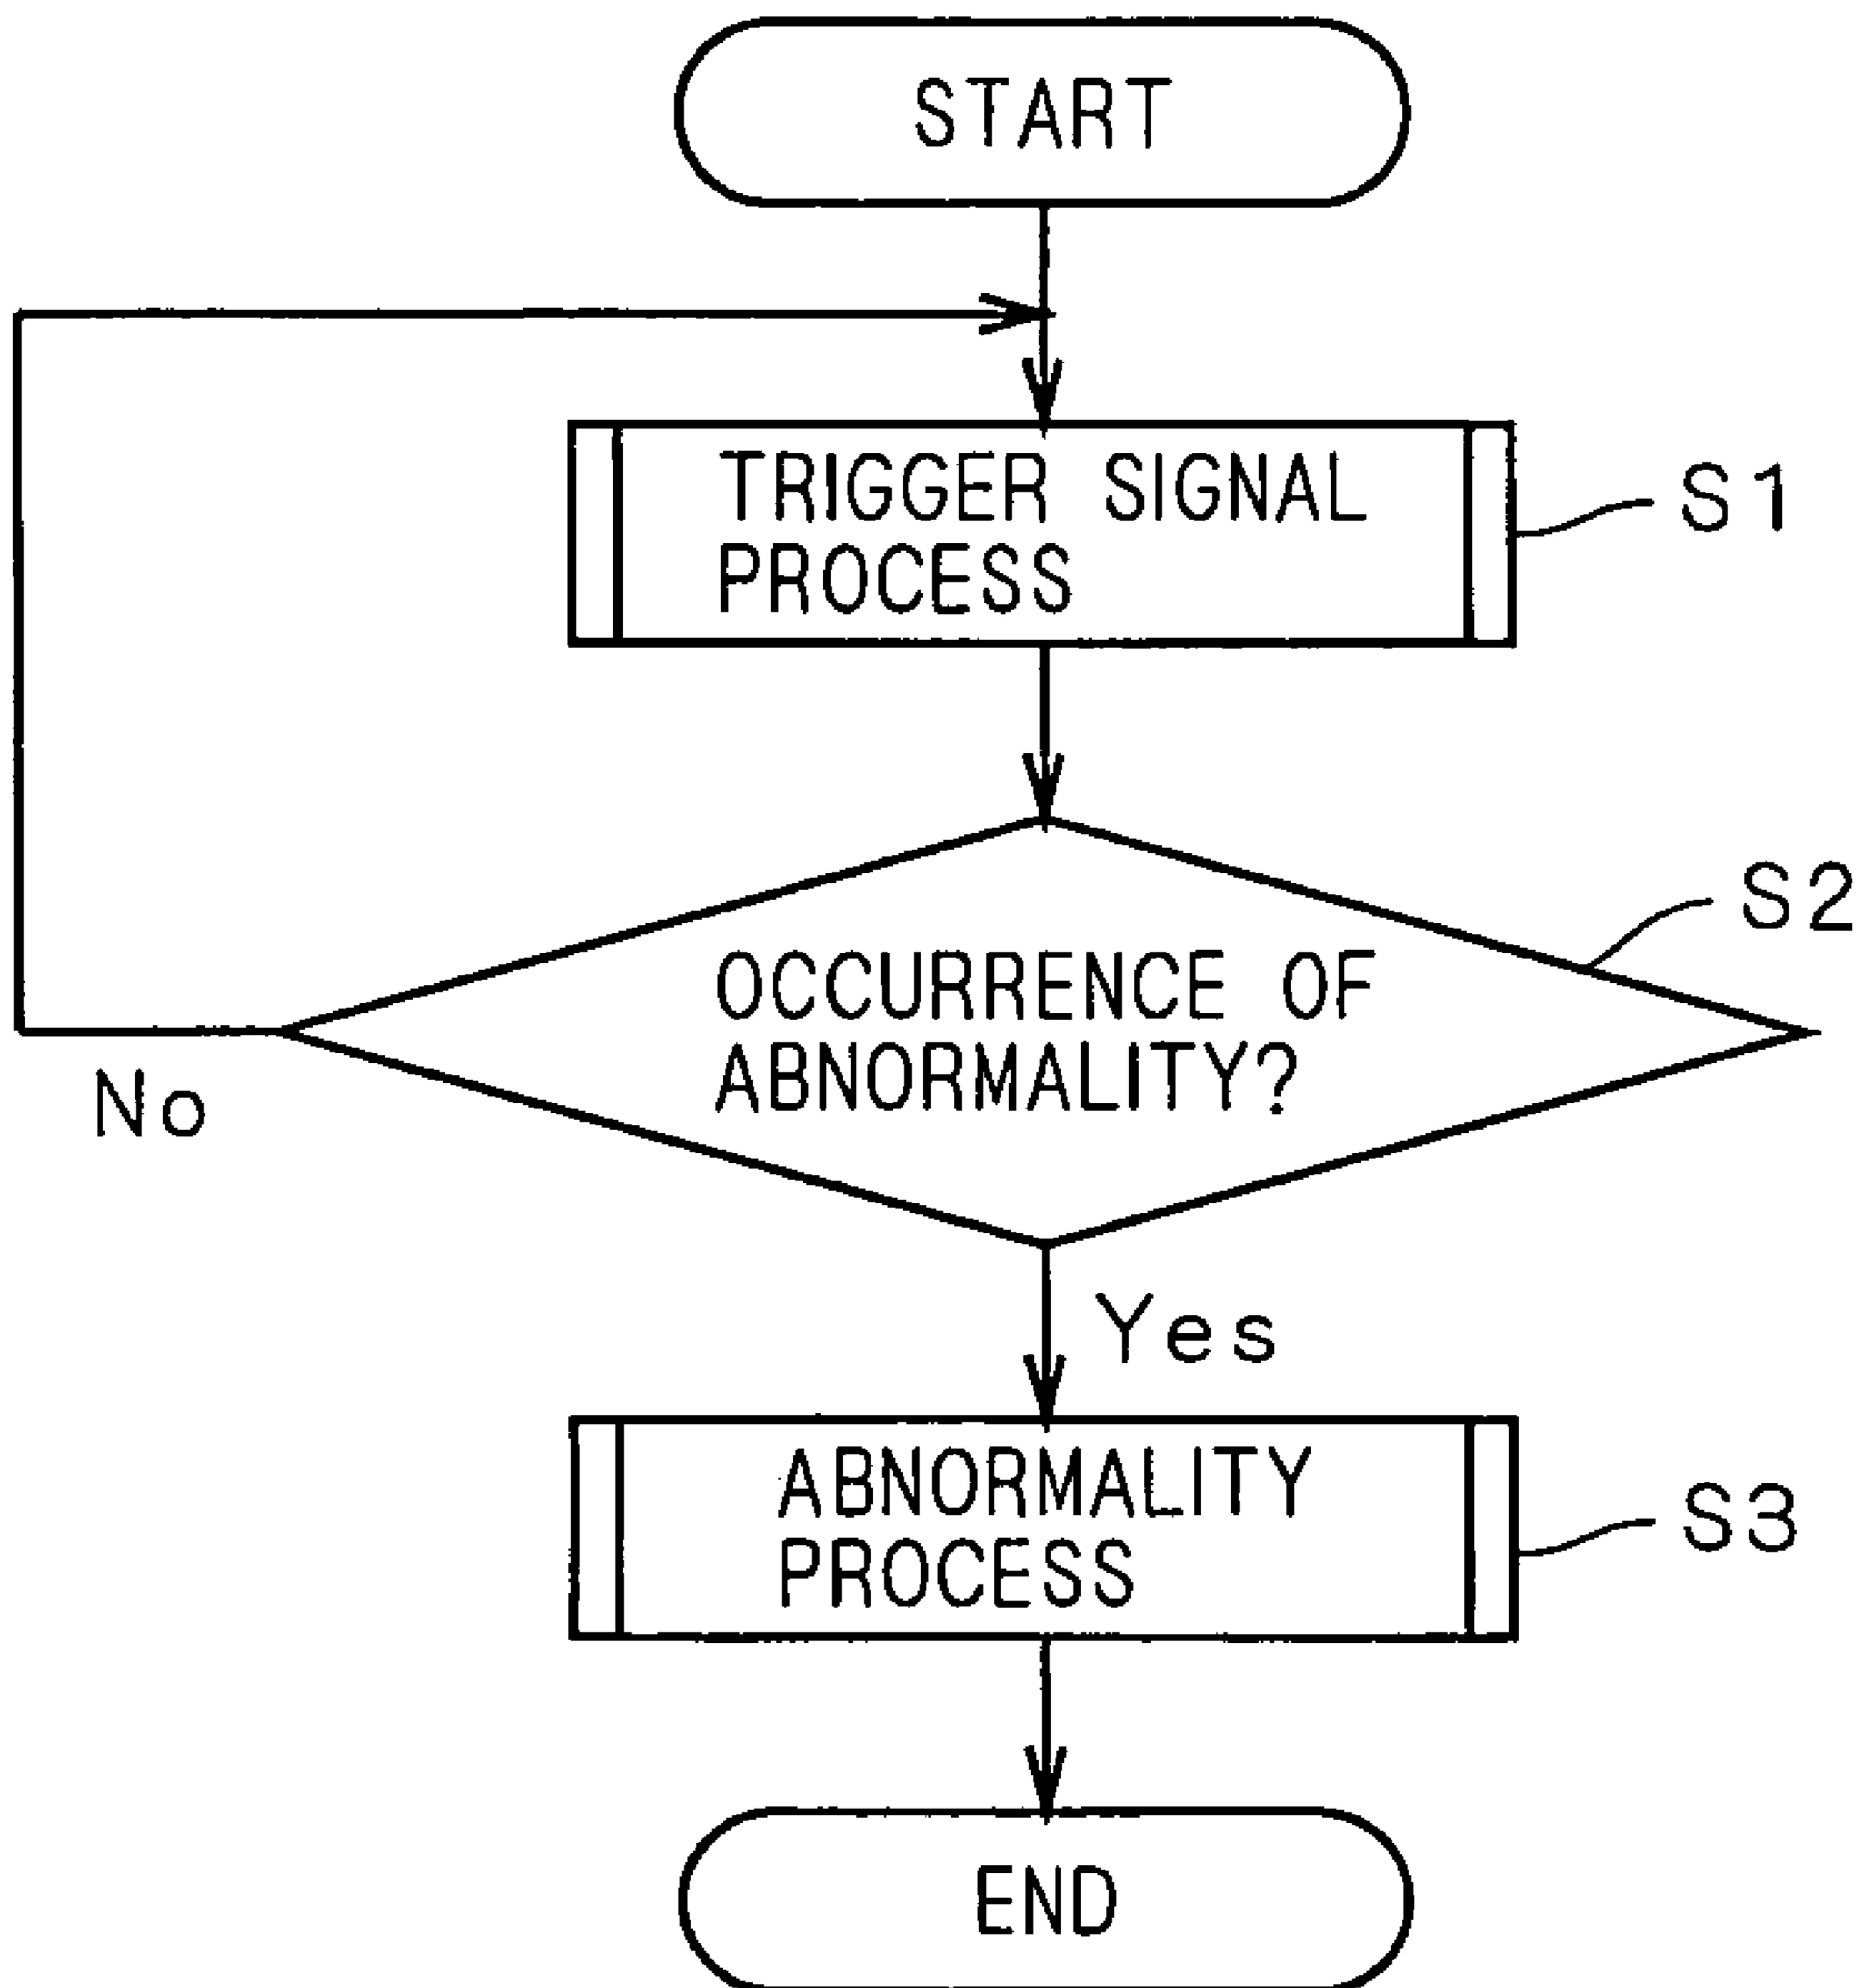 START
TRIGGER SIGNAL
PROCESS
S1
S2
OCCURRENCE OF
ABNORMALITY?
No
Yes
ABNORMALITY
PROCESS
S3
END